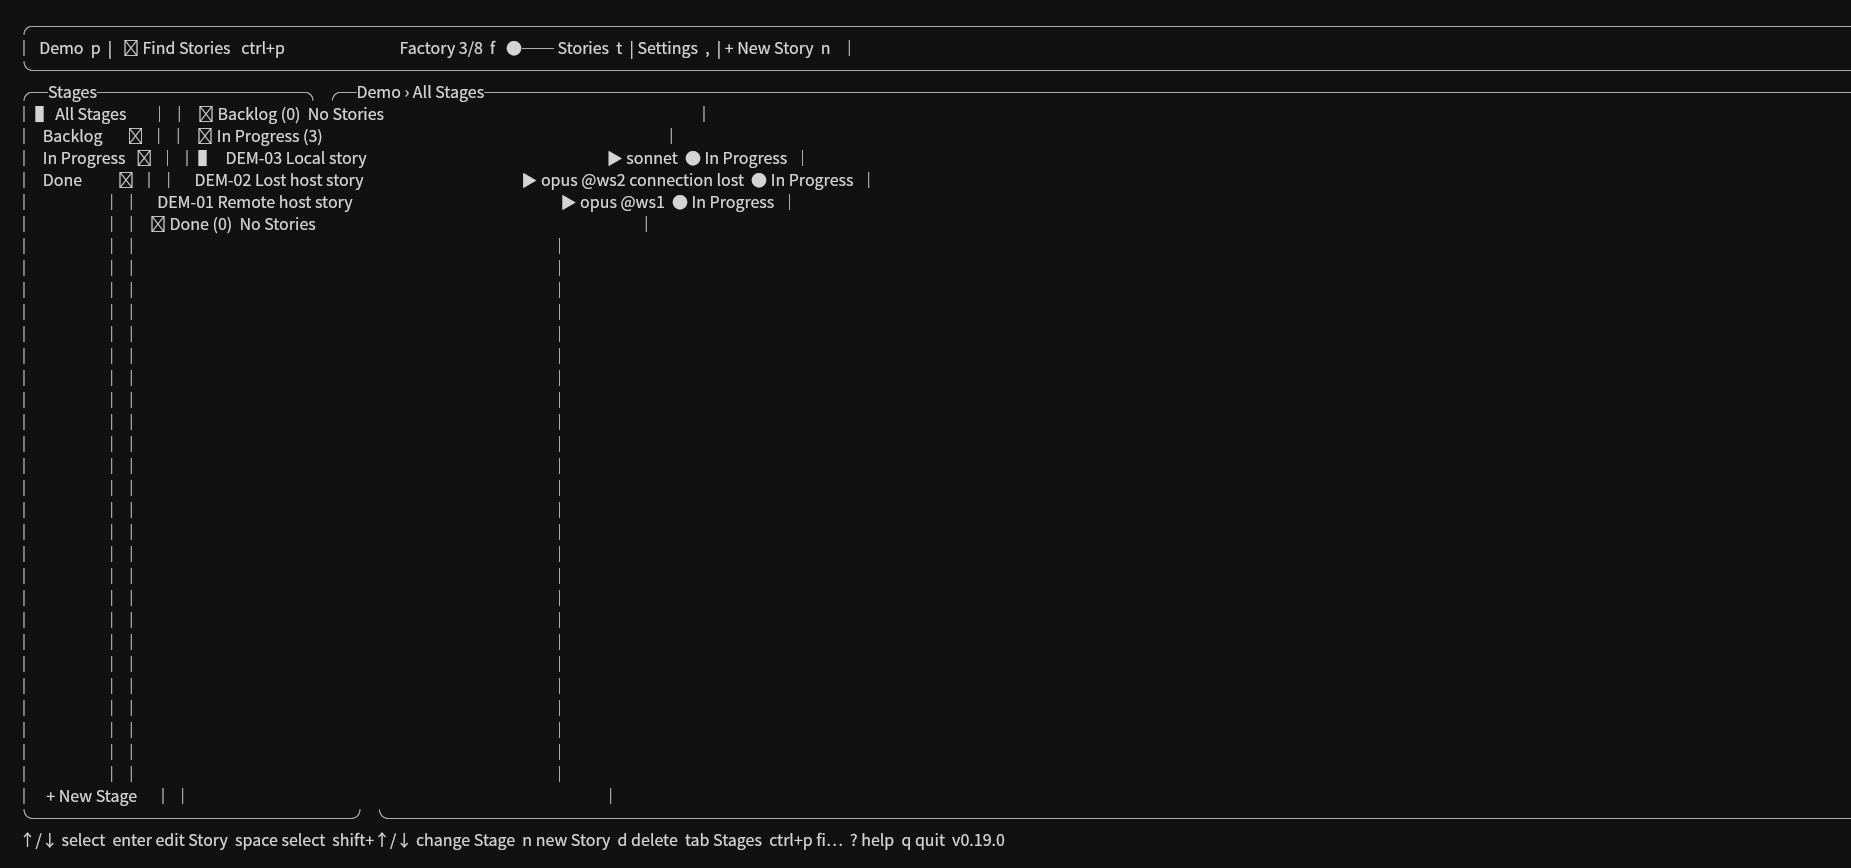 Demo p | Find Stories ctrl+p Factory 3/8 f ●── Stories t | Settings , | + New Story n
Stages Demo › All Stages
All Stages Backlog (0) No Stories
Backlog In Progress (3)
In Progress DEM-03 Local story ▶ sonnet ● In Progress
Done DEM-02 Lost host story ▶ opus @ws2 connection lost ● In Progress
DEM-01 Remote host story ▶ opus @ws1 ● In Progress
Done (0) No Stories
+ New Stage
↑/↓ select enter edit Story space select shift+↑/↓ change Stage n new Story d delete tab Stages ctrl+p fi… ? help q quit v0.19.0